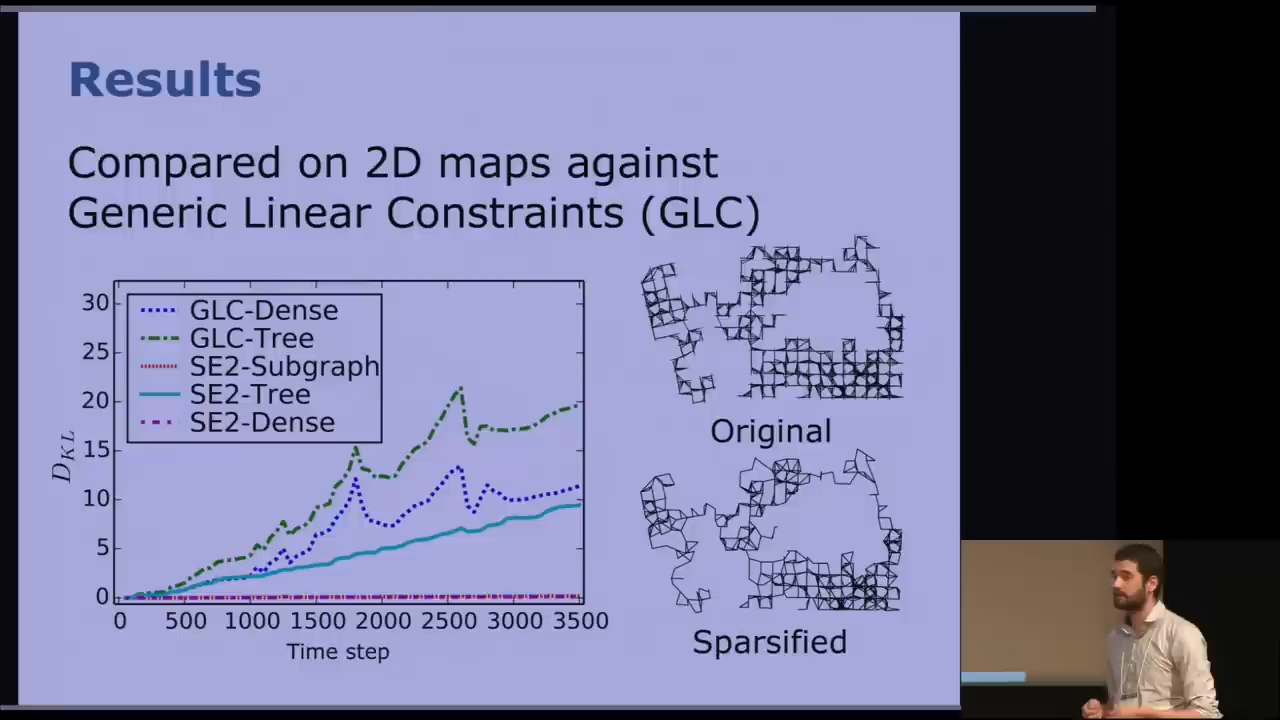 Results
Compared on 2D maps against
Generic Linear Constraints (GLC)
30
25
20
15
10
5
0
D_KL
GLC-Dense
GLC-Tree
SE2-Subgraph
SE2-Tree
SE2-Dense
0 500 1000 1500 2000 2500 3000 3500
Time step
Original
Sparsified